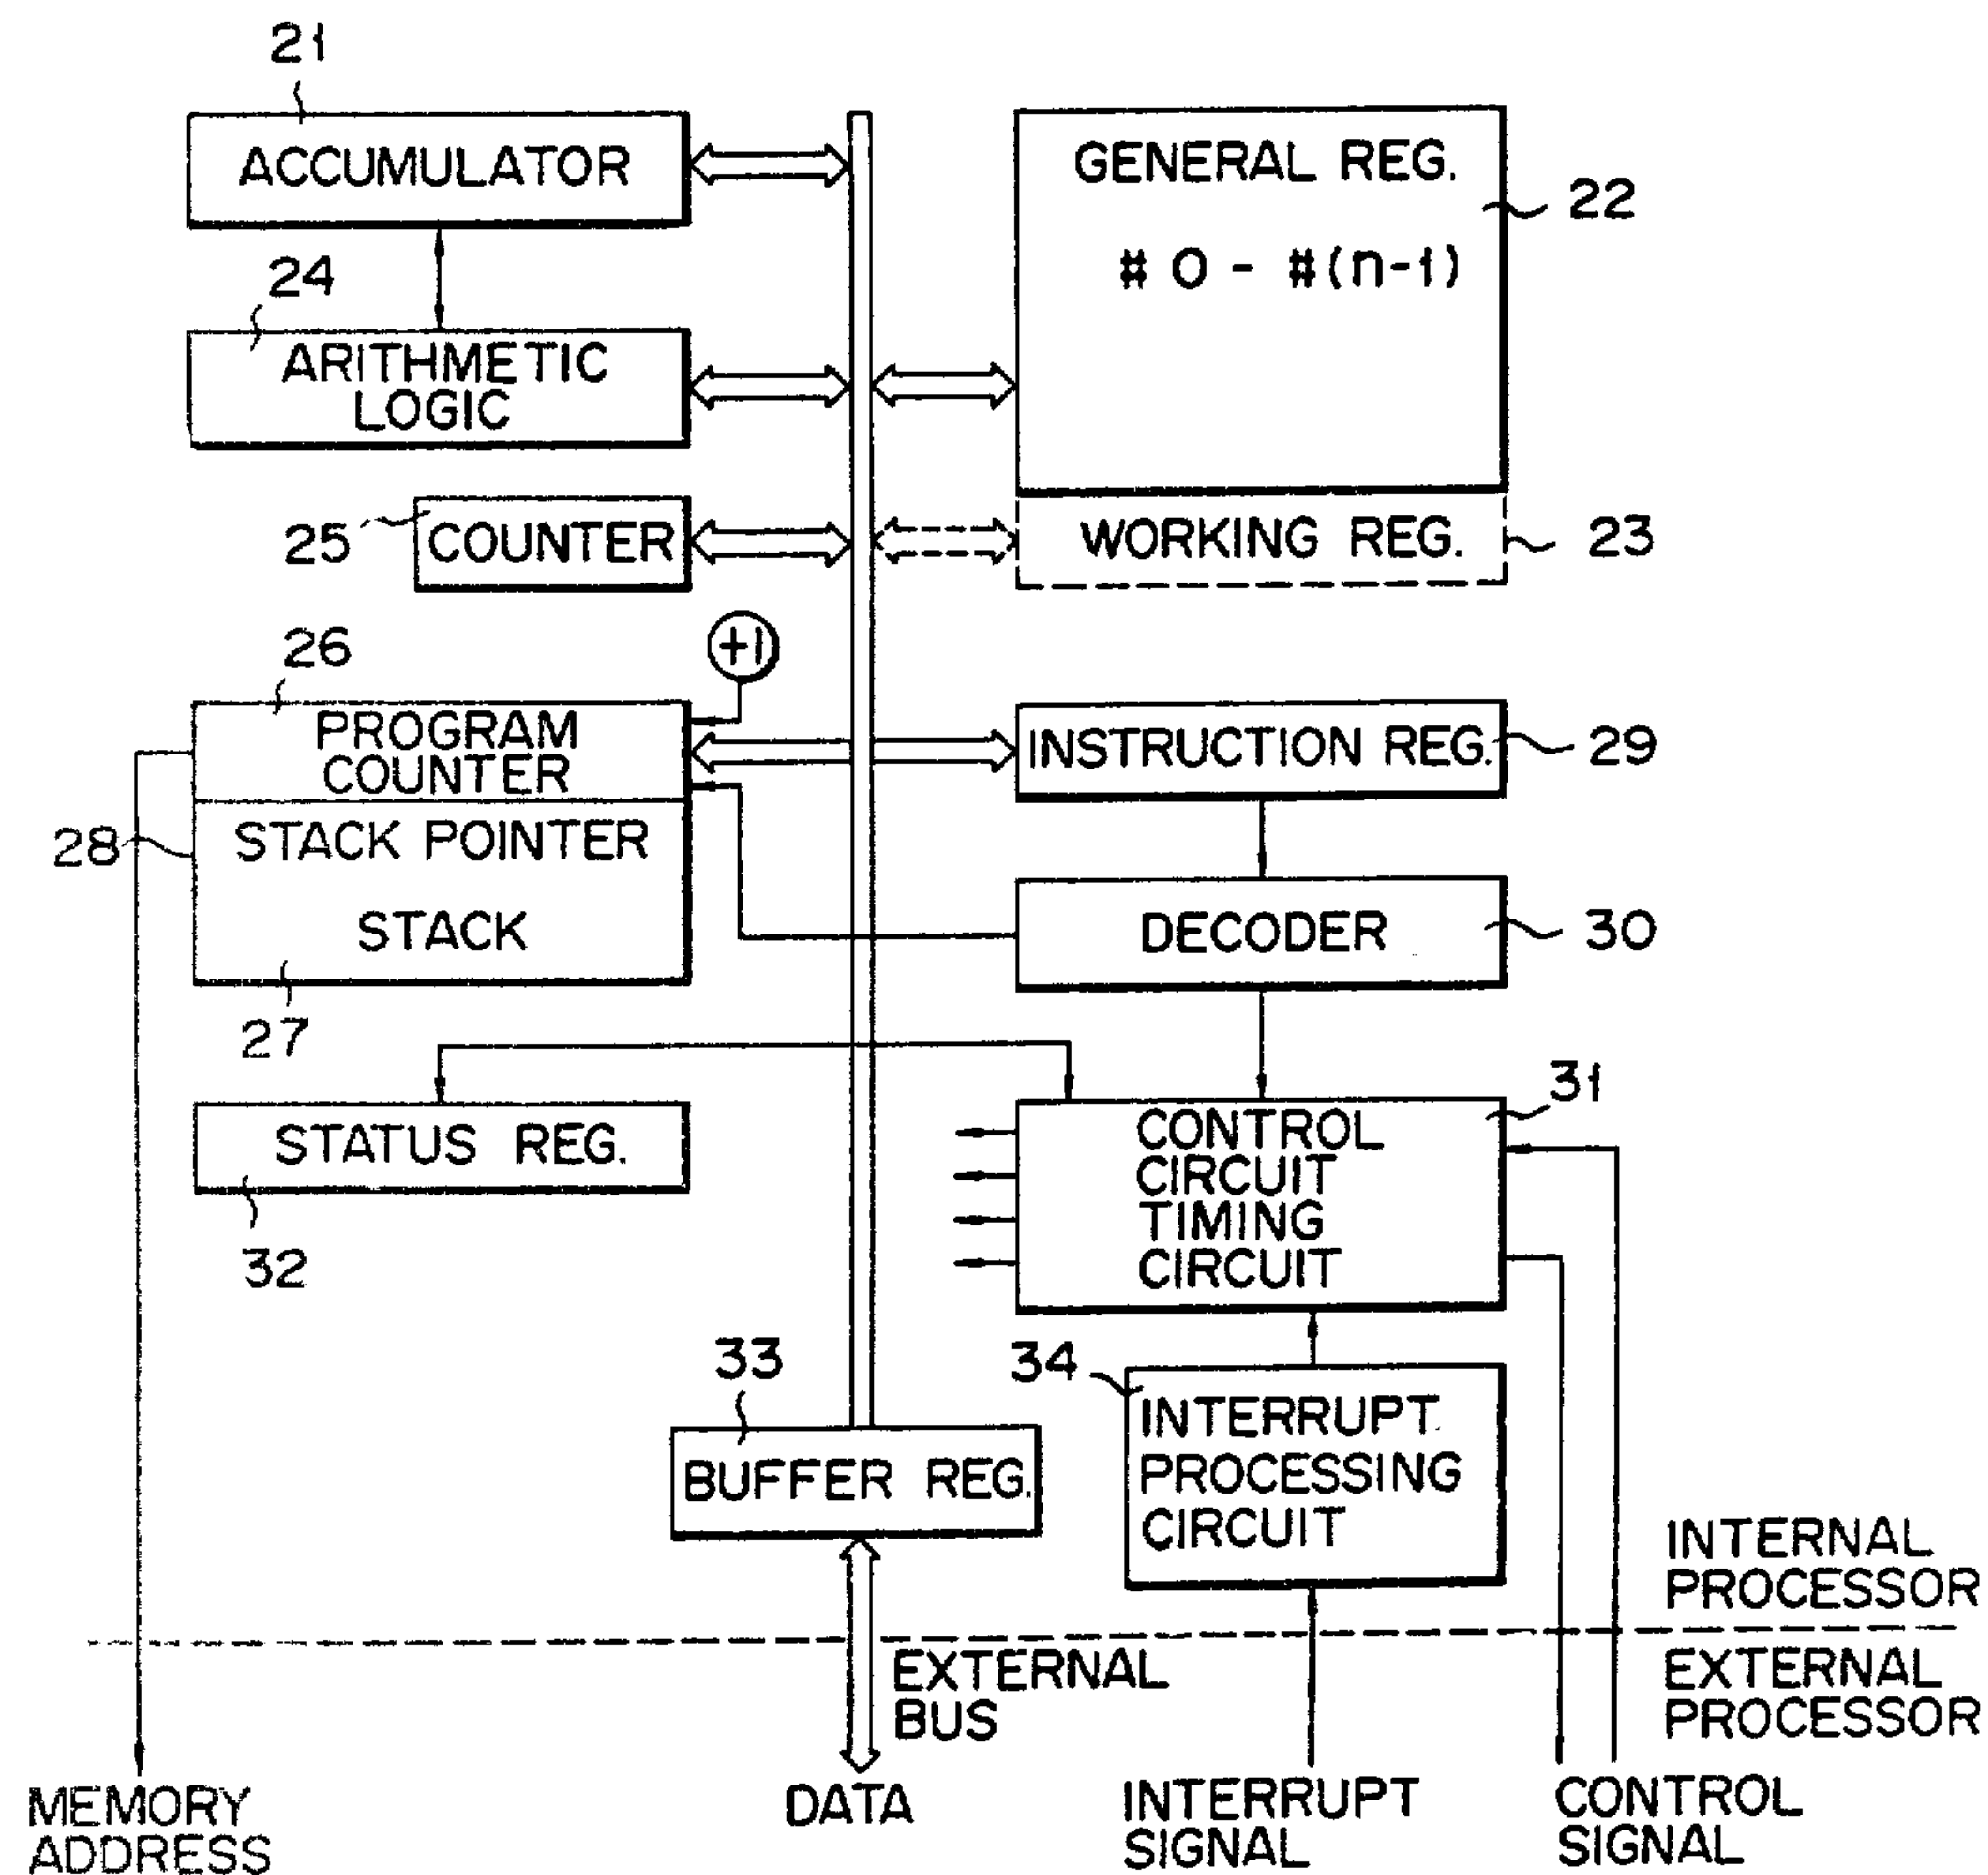 21
ACCUMULATOR
GENERAL REG.
# 0 - #(n-1)
22
24
ARITHMETIC
LOGIC
25
COUNTER
WORKING REG.
23
+1
26
PROGRAM
COUNTER
INSTRUCTION REG.
29
28
STACK POINTER
STACK
27
DECODER
30
31
STATUS REG.
32
CONTROL
CIRCUIT
TIMING
CIRCUIT
33
BUFFER REG.
34
INTERRUPT
PROCESSING
CIRCUIT
INTERNAL
PROCESSOR
EXTERNAL
BUS
EXTERNAL
PROCESSOR
MEMORY
ADDRESS
DATA
INTERRUPT
SIGNAL
CONTROL
SIGNAL